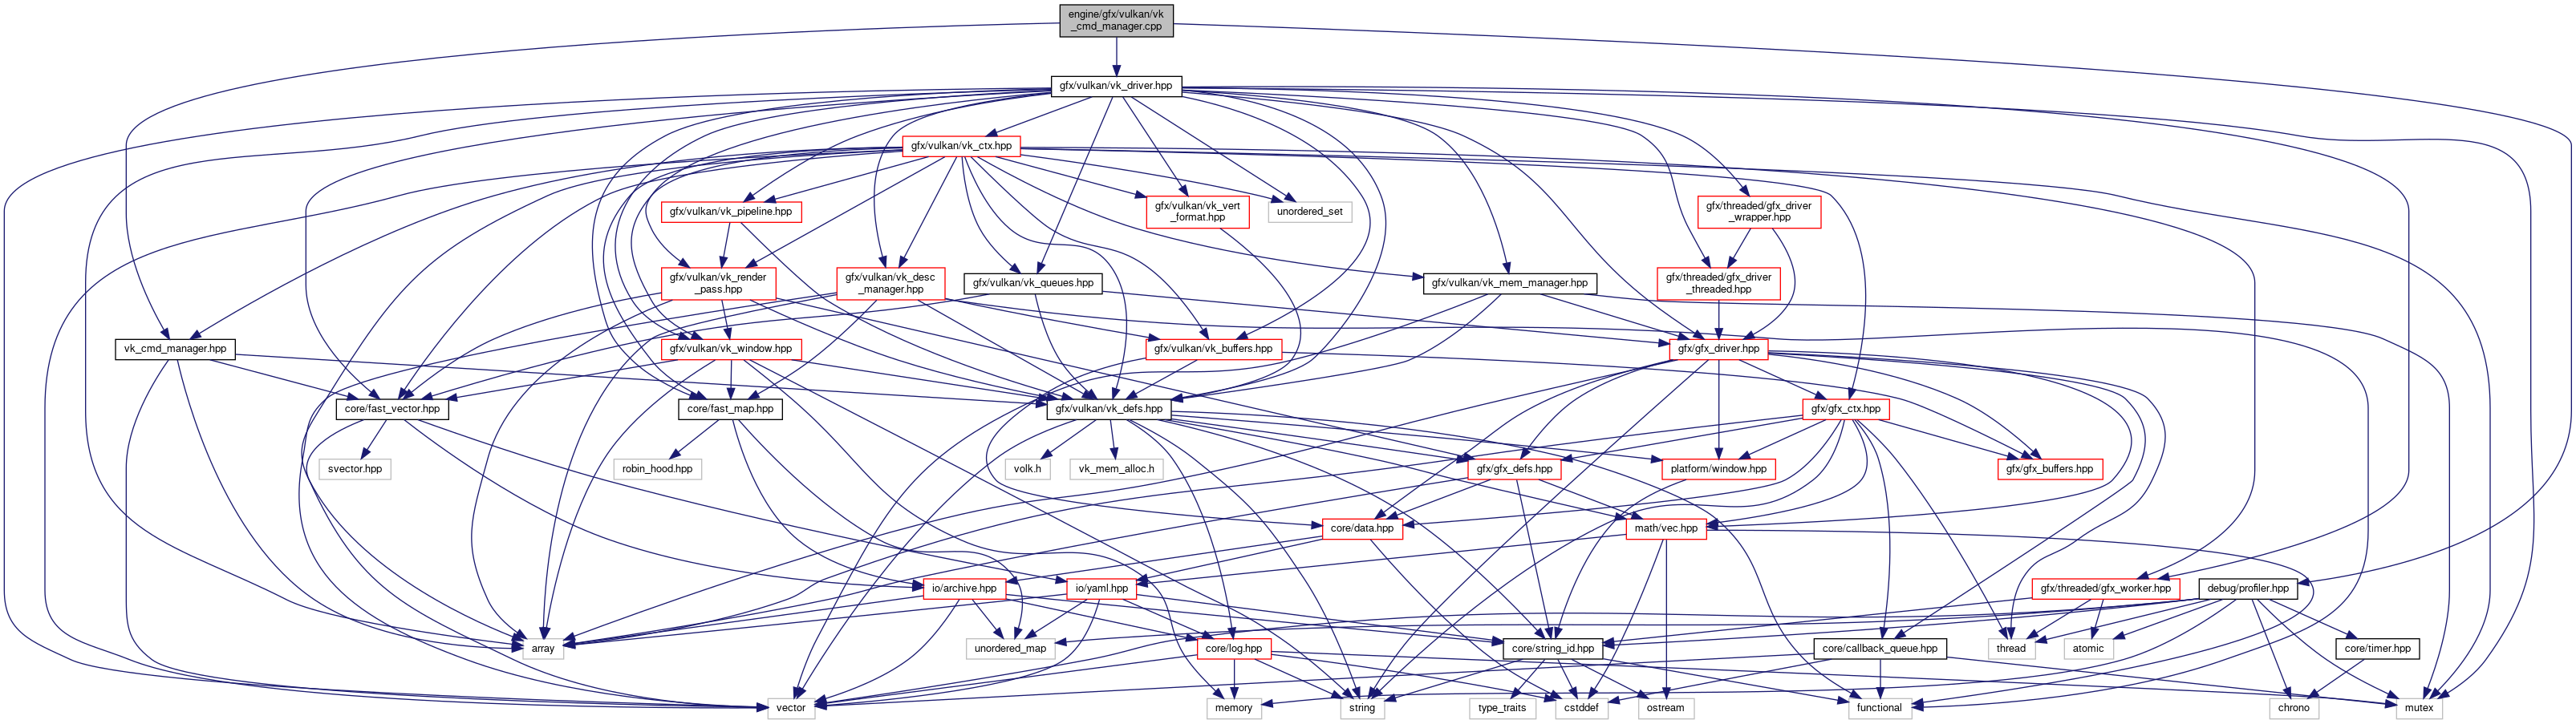 engine/gfx/vulkan/vk
_cmd_manager.cpp
gfx/vulkan/vk_driver.hpp
gfx/vulkan/vk_ctx.hpp
gfx/vulkan/vk_pipeline.hpp
gfx/vulkan/vk_vert
_format.hpp
unordered_set
gfx/threaded/gfx_driver
_wrapper.hpp
gfx/vulkan/vk_render
_pass.hpp
gfx/vulkan/vk_desc
_manager.hpp
gfx/vulkan/vk_queues.hpp
gfx/vulkan/vk_mem_manager.hpp
gfx/threaded/gfx_driver
_threaded.hpp
vk_cmd_manager.hpp
gfx/vulkan/vk_window.hpp
gfx/vulkan/vk_buffers.hpp
gfx/gfx_driver.hpp
core/fast_vector.hpp
core/fast_map.hpp
gfx/vulkan/vk_defs.hpp
gfx/gfx_ctx.hpp
svector.hpp
robin_hood.hpp
volk.h
vk_mem_alloc.h
gfx/gfx_defs.hpp
platform/window.hpp
gfx/gfx_buffers.hpp
core/data.hpp
math/vec.hpp
io/archive.hpp
io/yaml.hpp
gfx/threaded/gfx_worker.hpp
debug/profiler.hpp
array
unordered_map
core/log.hpp
core/string_id.hpp
core/callback_queue.hpp
thread
atomic
core/timer.hpp
vector
memory
string
type_traits
cstddef
ostream
functional
chrono
mutex